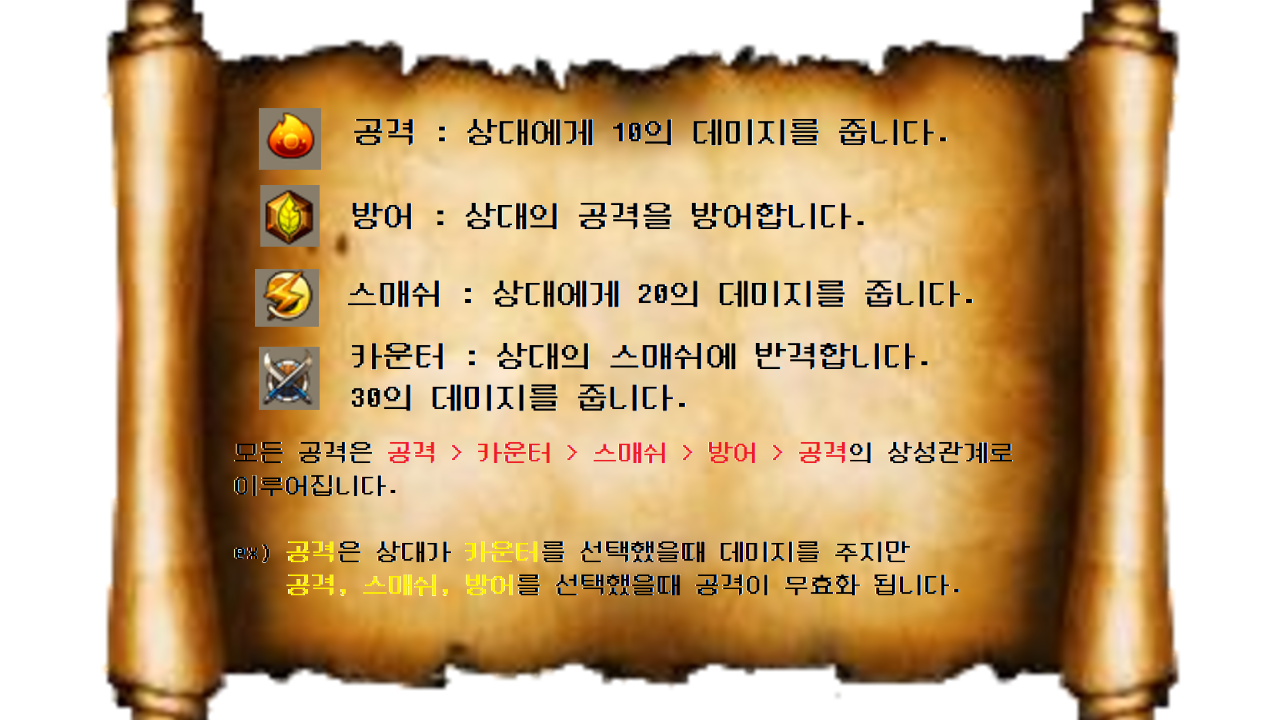 공격 : 상대에게 10의 데미지를 줍니다.
방어 : 상대의 공격을 방어합니다.
스매쉬 : 상대에게 20의 데미지를 줍니다.
카운터 : 상대의 스매쉬에 반격합니다.
30의 데미지를 줍니다.
모든 공격은 공격 > 카운터 > 스매쉬 > 방어 > 공격의 상성관계로
이루어집니다.
ex) 공격은 상대가 카운터를 선택했을때 데미지를 주지만
공격, 스매쉬, 방어를 선택했을때 공격이 무효화 됩니다.